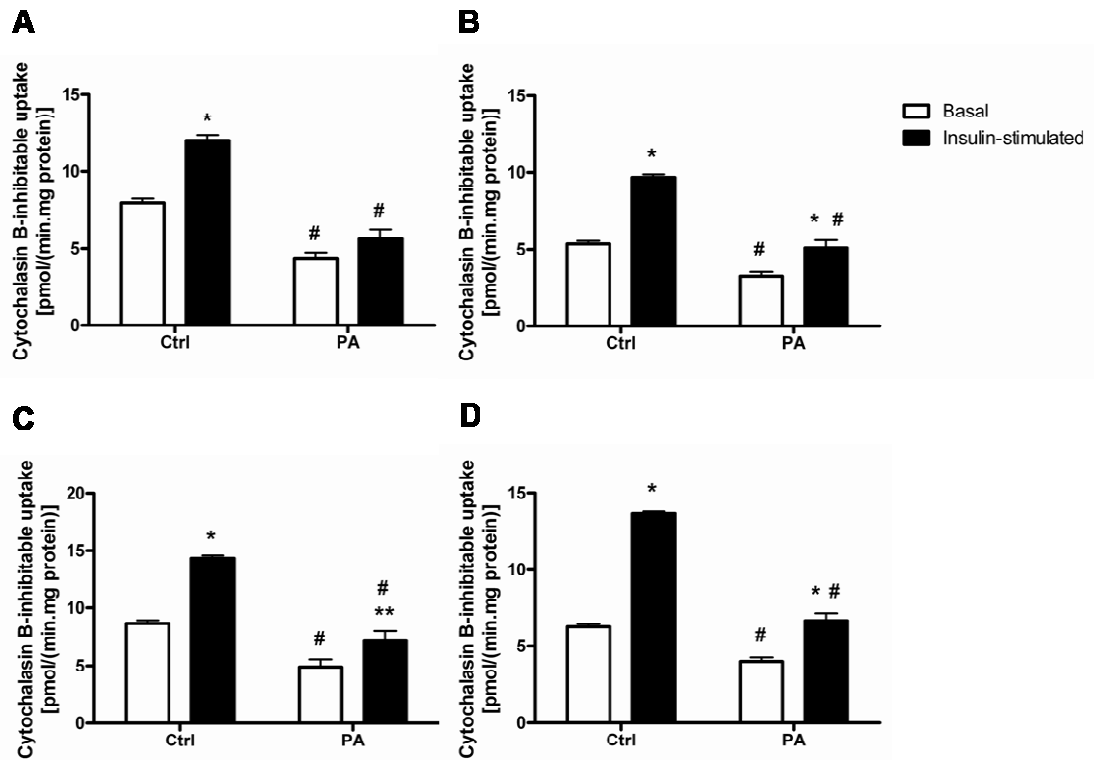 A
Cytochalasin B-inhibitable uptake
[pmol/(min.mg protein)]
15
10
5
0
*
#
#
Ctrl
PA
B
Cytochalasin B-inhibitable uptake
[pmol/(min.mg protein)]
15
10
5
0
*
#
* #
Ctrl
PA
Basal
Insulin-stimulated
C
Cytochalasin B-inhibitable uptake
[pmol/(min.mg protein)]
20
15
10
5
0
*
#
#
**
Ctrl
PA
D
Cytochalasin B-inhibitable uptake
[pmol/(min.mg protein)]
15
10
5
0
*
#
* #
Ctrl
PA